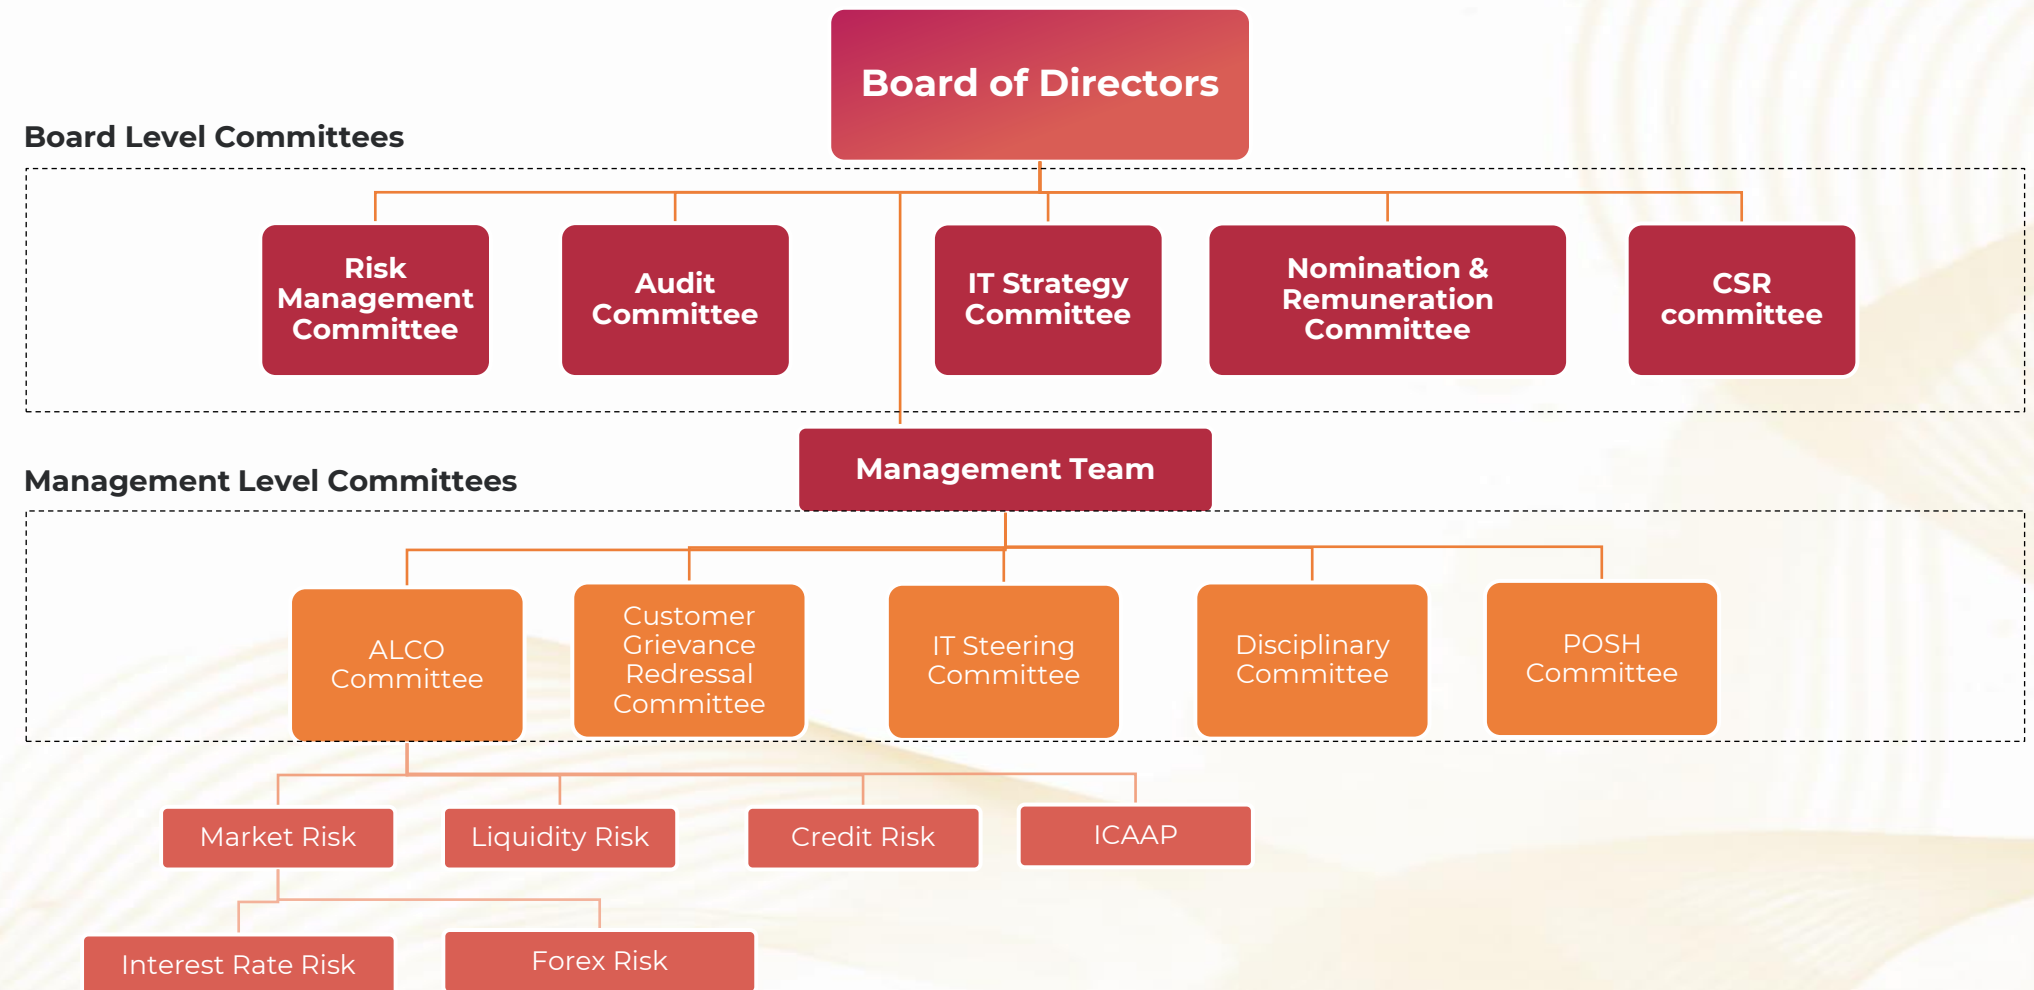 Board of Directors
Board Level Committees
Risk
Management
Committee
Audit
Committee
IT Strategy
Committee
Nomination &
Remuneration
Committee
CSR
committee
Management Team
Management Level Committees
ALCO
Committee
Customer
Grievance
Redressal
Committee
IT Steering
Committee
Disciplinary
Committee
POSH
Committee
Market Risk
Liquidity Risk
Credit Risk
ICAAP
Interest Rate Risk
Forex Risk